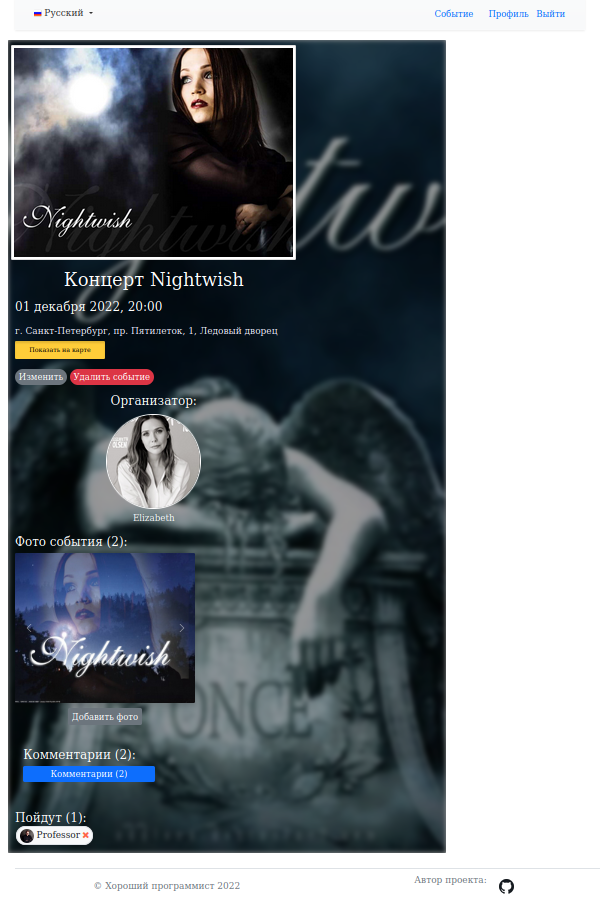 Русский
Событие Профиль Выйти
Nightwish
Концерт Nightwish
01 декабря 2022, 20:00
г. Санкт-Петербург, пр. Пятилеток, 1, Ледовый дворец
Показать на карте
Изменить Удалить событие
Организатор:
OLSEN
Elizabeth
Фото события (2):
Nightwish
Добавить фото
ONCE
Комментарии (2):
Комментарии (2)
Пойдут (1):
Professor
© Хороший программист 2022
Автор проекта: